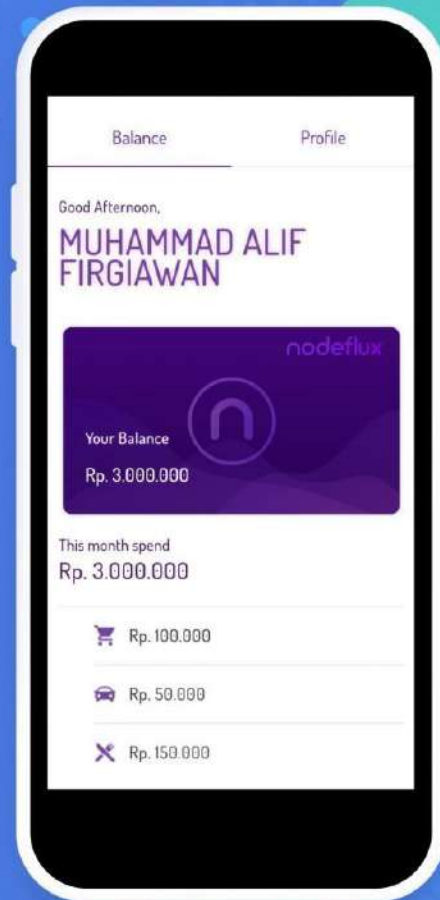 Balance
Profile
Good Afternoon,
MUHAMMAD ALIF
FIRGIAWAN
nodeflux
Your Balance
Rp. 3.000.000
This month spend
Rp. 3.000.000
Rp. 100.000
Rp. 50.000
Rp. 150.000